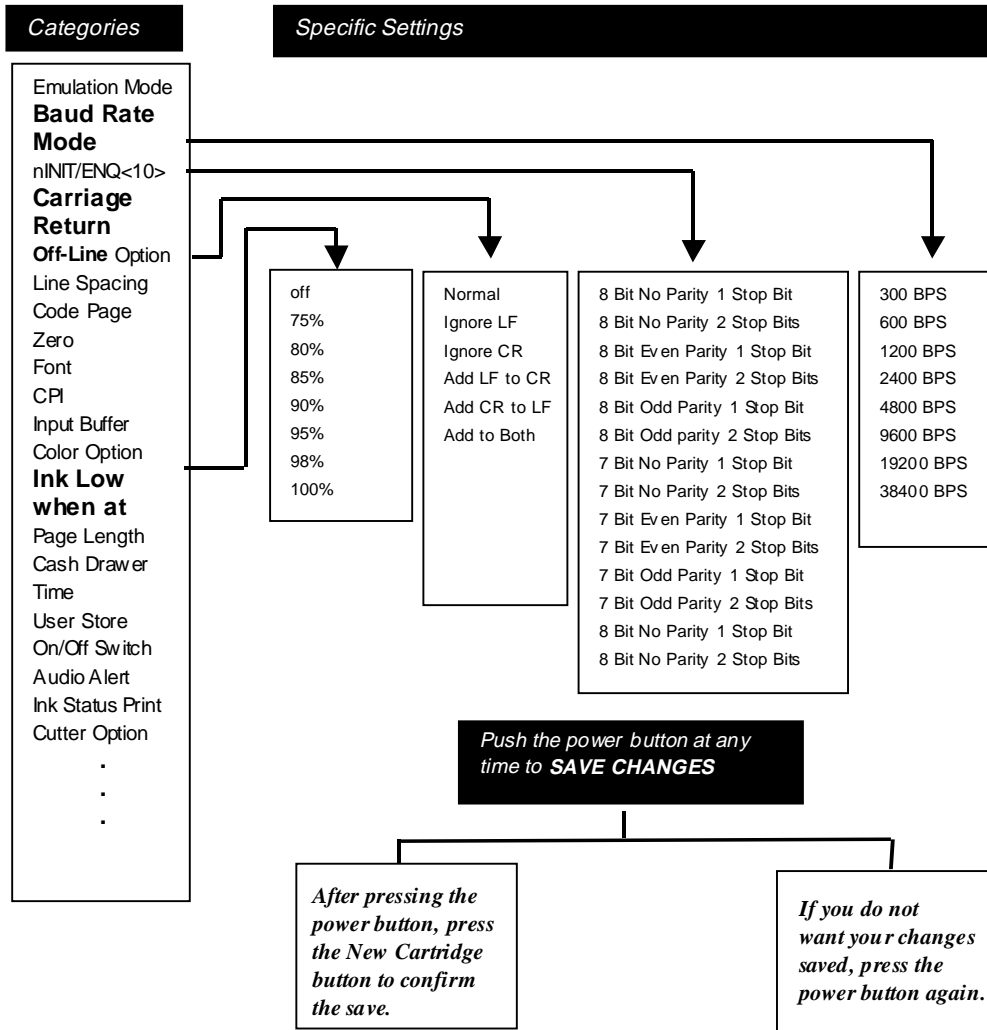 Categories
Specific Settings
Emulation Mode
Baud Rate
Mode
nINIT/ENQ<10>
Carriage
Return
Off-Line Option
Line Spacing
Code Page
Zero
Font
CPI
Input Buffer
Color Option
Ink Low
when at
Page Length
Cash Drawer
Time
User Store
On/Off Switch
Audio Alert
Ink Status Print
Cutter Option
.
.
.
off
75%
80%
85%
90%
95%
98%
100%
Normal
Ignore LF
Ignore CR
Add LF to CR
Add CR to LF
Add to Both
8 Bit No Parity 1 Stop Bit
8 Bit No Parity 2 Stop Bits
8 Bit Even Parity 1 Stop Bit
8 Bit Even Parity 2 Stop Bits
8 Bit Odd Parity 1 Stop Bit
8 Bit Odd parity 2 Stop Bits
7 Bit No Parity 1 Stop Bit
7 Bit No Parity 2 Stop Bits
7 Bit Even Parity 1 Stop Bit
7 Bit Even Parity 2 Stop Bits
7 Bit Odd Parity 1 Stop Bit
7 Bit Odd Parity 2 Stop Bits
8 Bit No Parity 1 Stop Bit
8 Bit No Parity 2 Stop Bits
300 BPS
600 BPS
1200 BPS
2400 BPS
4800 BPS
9600 BPS
19200 BPS
38400 BPS
Push the power button at any
time to SAVE CHANGES
After pressing the
power button, press
the New Cartridge
button to confirm
the save.
If you do not
want your changes
saved, press the
power button again.